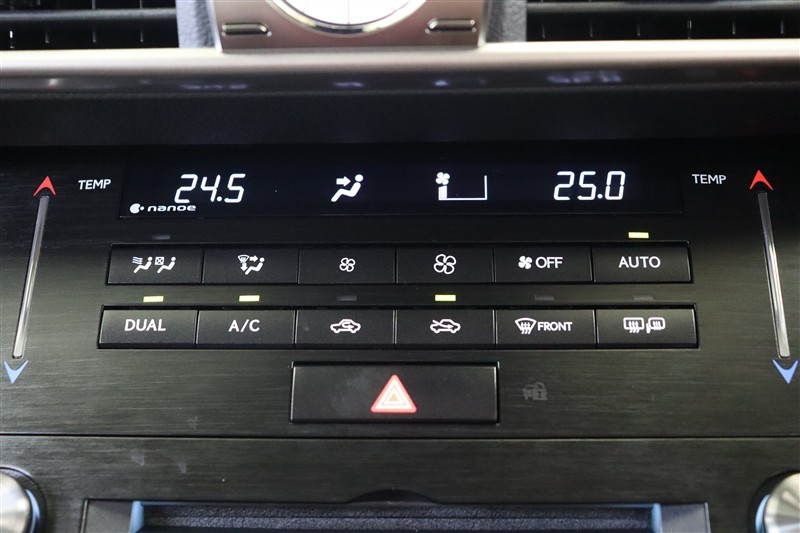 TEMP 24.5 25.0 TEMP
nanoe
OFF AUTO
DUAL A/C FRONT